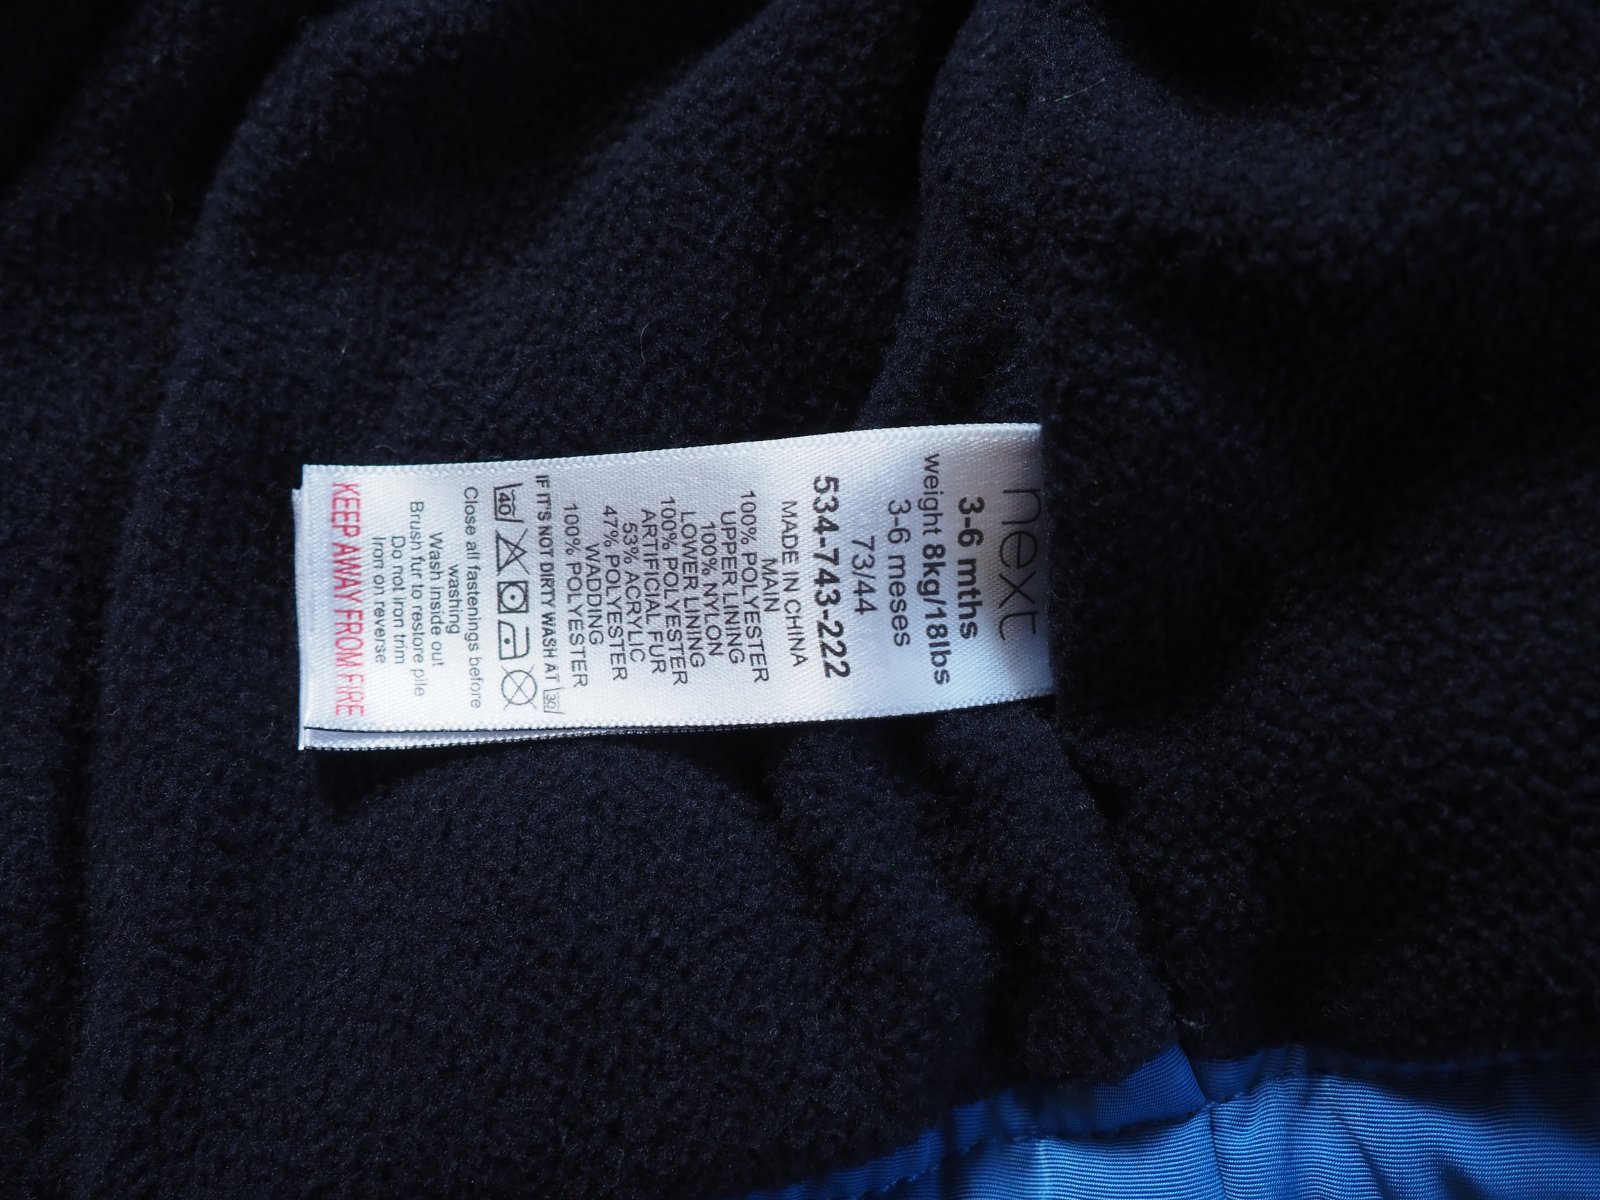 next
3-6 mths
weight 8kg/18lbs
3-6 meses
73/44
534-743-222
MADE IN CHINA
MAIN
100% POLYESTER
UPPER LINING
100% NYLON
LOWER LINING
100% POLYESTER
ARTIFICIAL FUR
53% ACRYLIC
47% POLYESTER
WADDING
100% POLYESTER
IF IT'S NOT DIRTY WASH AT 30
40
Close all fastenings before
washing
Wash inside out
Brush fur to restore pile
Do not iron trim
Iron on reverse
KEEP AWAY FROM FIRE